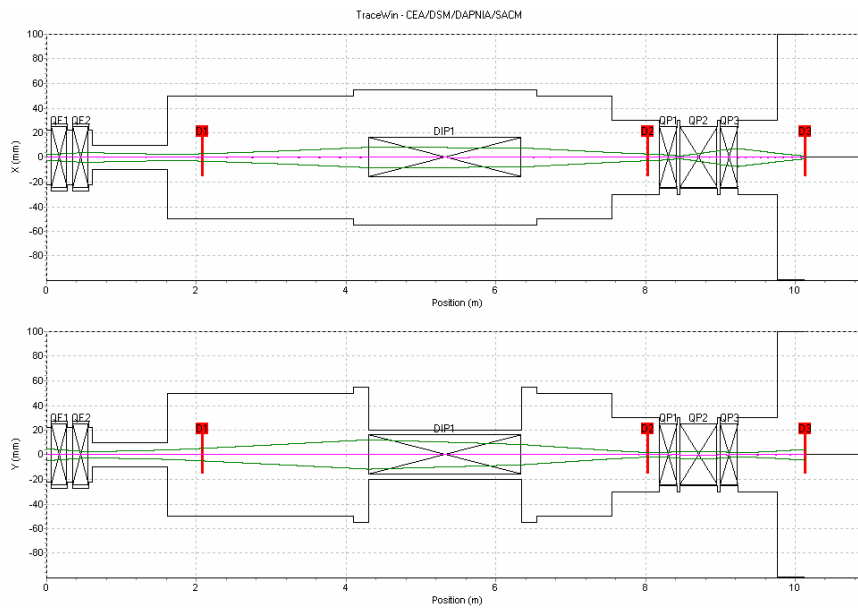 TraceWin - CEA/DSM/DAPNIA/SACM
100
80
60
40
20
0
-20
-40
-60
-80
X (mm)
QF1 QF2
D1
DIP1
D2
QP1 QP2 QP3
D3
0 2 4 6 8 10
Position (m)
100
80
60
40
20
0
-20
-40
-60
-80
Y (mm)
QF1 QF2
D1
DIP1
D2
QP1 QP2 QP3
D3
0 2 4 6 8 10
Position (m)